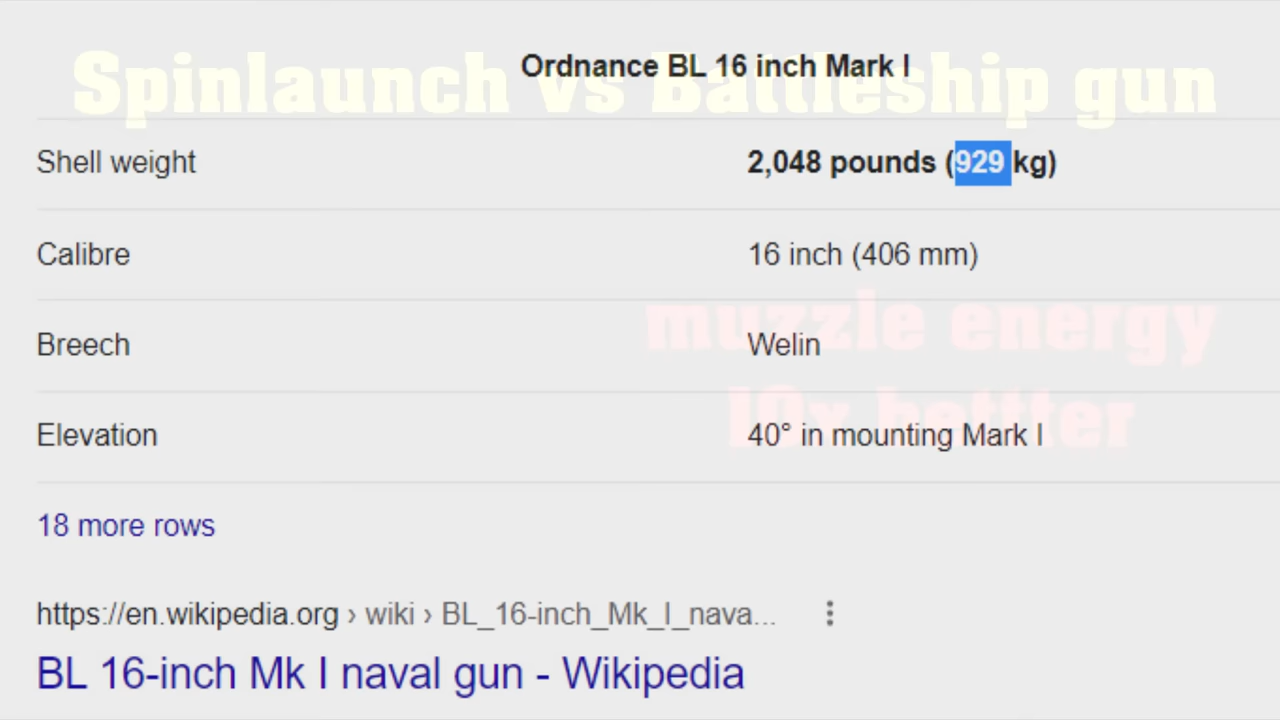 Spinlaunch vs Battleship gun
Ordnance BL 16 inch Mark I
Shell weight 2,048 pounds (929 kg)
Calibre 16 inch (406 mm)
muzzle energy
Breech Welin
10x bettter
Elevation 40° in mounting Mark I
18 more rows
https://en.wikipedia.org › wiki › BL_16-inch_Mk_I_nava...
BL 16-inch Mk I naval gun - Wikipedia